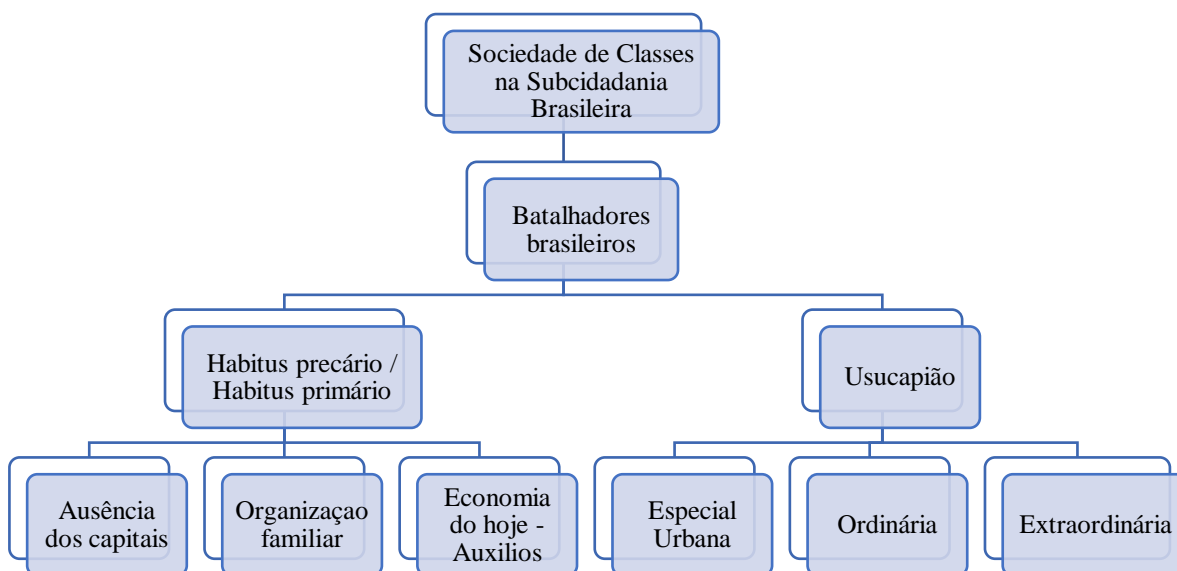 Sociedade de Classes
na Subcidadania
Brasileira
Batalhadores
brasileiros
Habitus precário /
Habitus primário
Usucapião
Ausência
dos capitais
Organizaçao
familiar
Economia
do hoje -
Auxilios
Especial
Urbana
Ordinária
Extraordinária